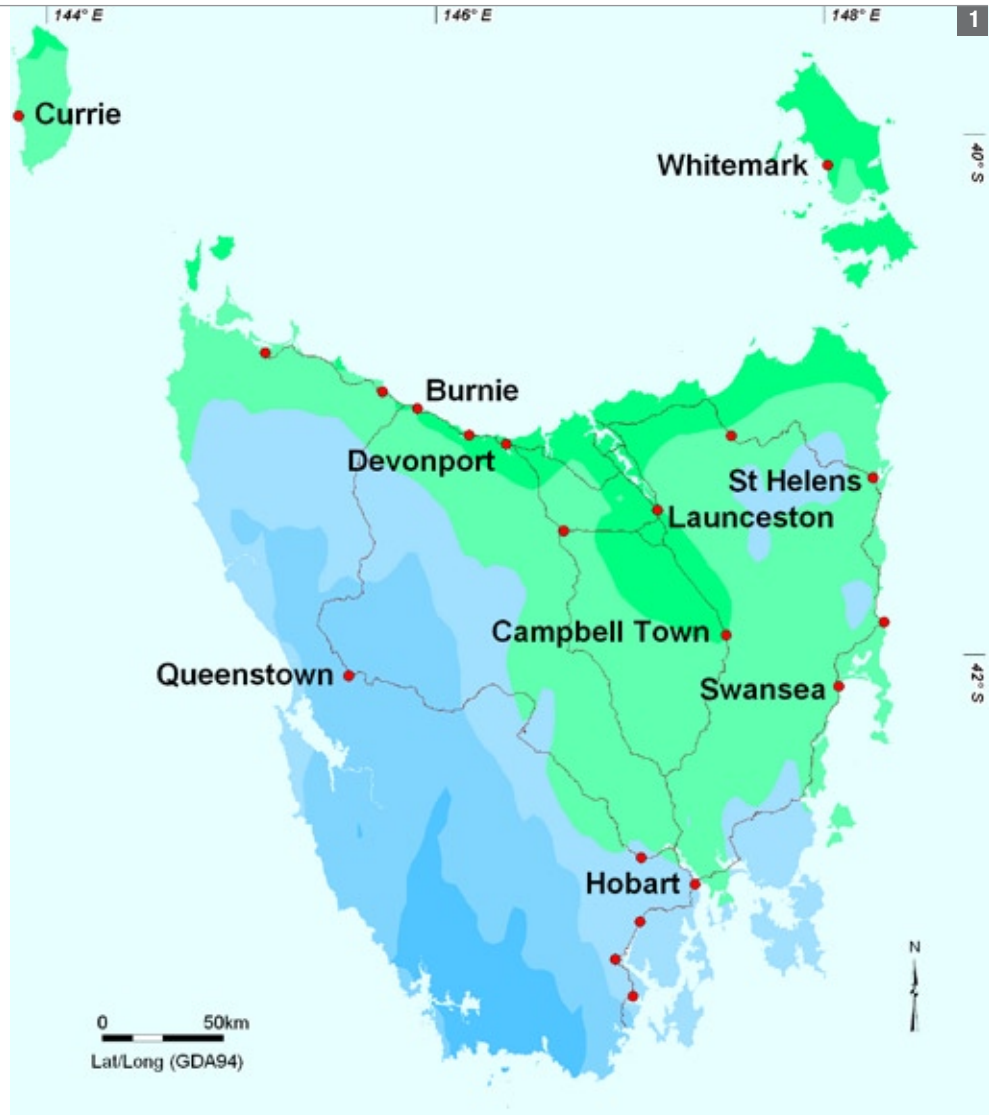 144° E
146° E
148° E
1
Currie
40° S
Whitemark
Burnie
Devonport
St Helens
Launceston
Campbell Town
42° S
Queenstown
Swansea
Hobart
N
0
50km
Lat/Long (GDA94)